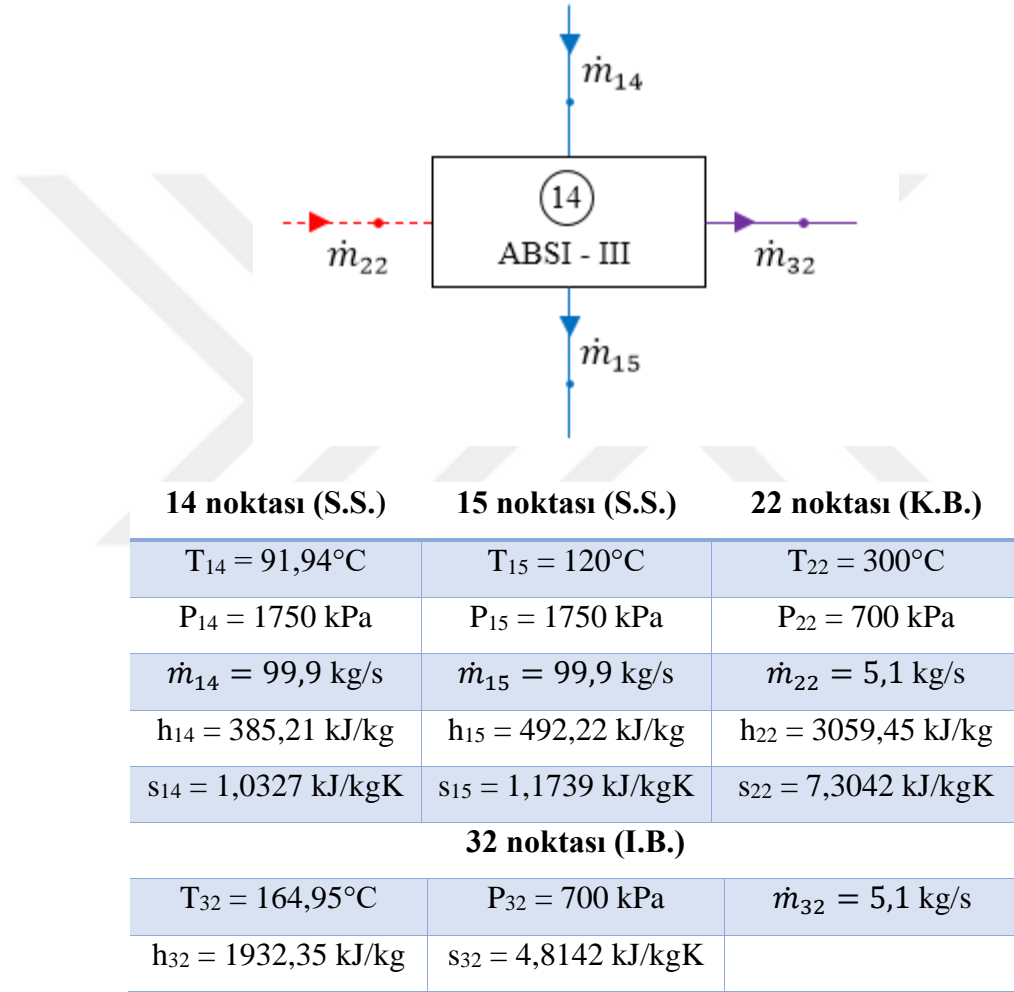 ṁ₁₄
14
ABSI - III
ṁ₂₂
ṁ₃₂
ṁ₁₅
14 noktası (S.S.) 15 noktası (S.S.) 22 noktası (K.B.)
T₁₄ = 91,94°C T₁₅ = 120°C T₂₂ = 300°C
P₁₄ = 1750 kPa P₁₅ = 1750 kPa P₂₂ = 700 kPa
ṁ₁₄ = 99,9 kg/s ṁ₁₅ = 99,9 kg/s ṁ₂₂ = 5,1 kg/s
h₁₄ = 385,21 kJ/kg h₁₅ = 492,22 kJ/kg h₂₂ = 3059,45 kJ/kg
s₁₄ = 1,0327 kJ/kgK s₁₅ = 1,1739 kJ/kgK s₂₂ = 7,3042 kJ/kgK
32 noktası (I.B.)
T₃₂ = 164,95°C P₃₂ = 700 kPa ṁ₃₂ = 5,1 kg/s
h₃₂ = 1932,35 kJ/kg s₃₂ = 4,8142 kJ/kgK